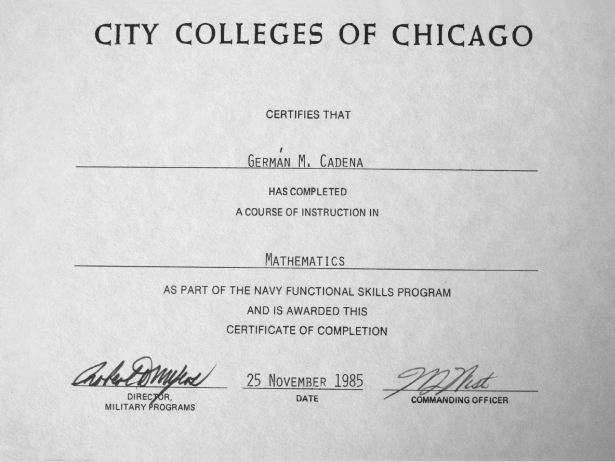 CITY COLLEGES OF CHICAGO
CERTIFIES THAT
GERMÁN M. CADENA
HAS COMPLETED
A COURSE OF INSTRUCTION IN
MATHEMATICS
AS PART OF THE NAVY FUNCTIONAL SKILLS PROGRAM
AND IS AWARDED THIS
CERTIFICATE OF COMPLETION
25 NOVEMBER 1985
DIRECTOR,
MILITARY PROGRAMS
DATE
COMMANDING OFFICER